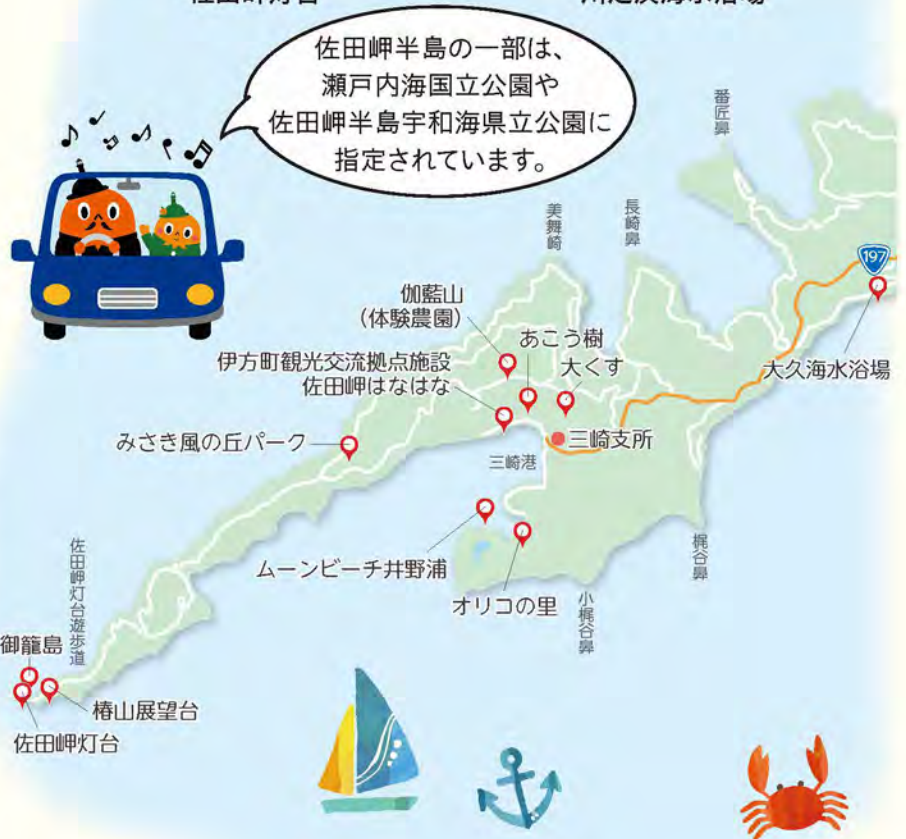 佐田岬半島の一部は、
瀬戸内海国立公園や
佐田岬半島宇和海県立公園に
指定されています。
番匠鼻
美舞崎
長崎鼻
197
伽藍山
(体験農園)
あこう樹
大くす
伊方町観光交流拠点施設
佐田岬はなはな
大久海水浴場
みさき風の丘パーク
三崎支所
三崎港
ムーンビーチ井野浦
オリコの里
梶谷鼻
小梶谷鼻
佐田岬灯台遊歩道
御籠島
椿山展望台
佐田岬灯台